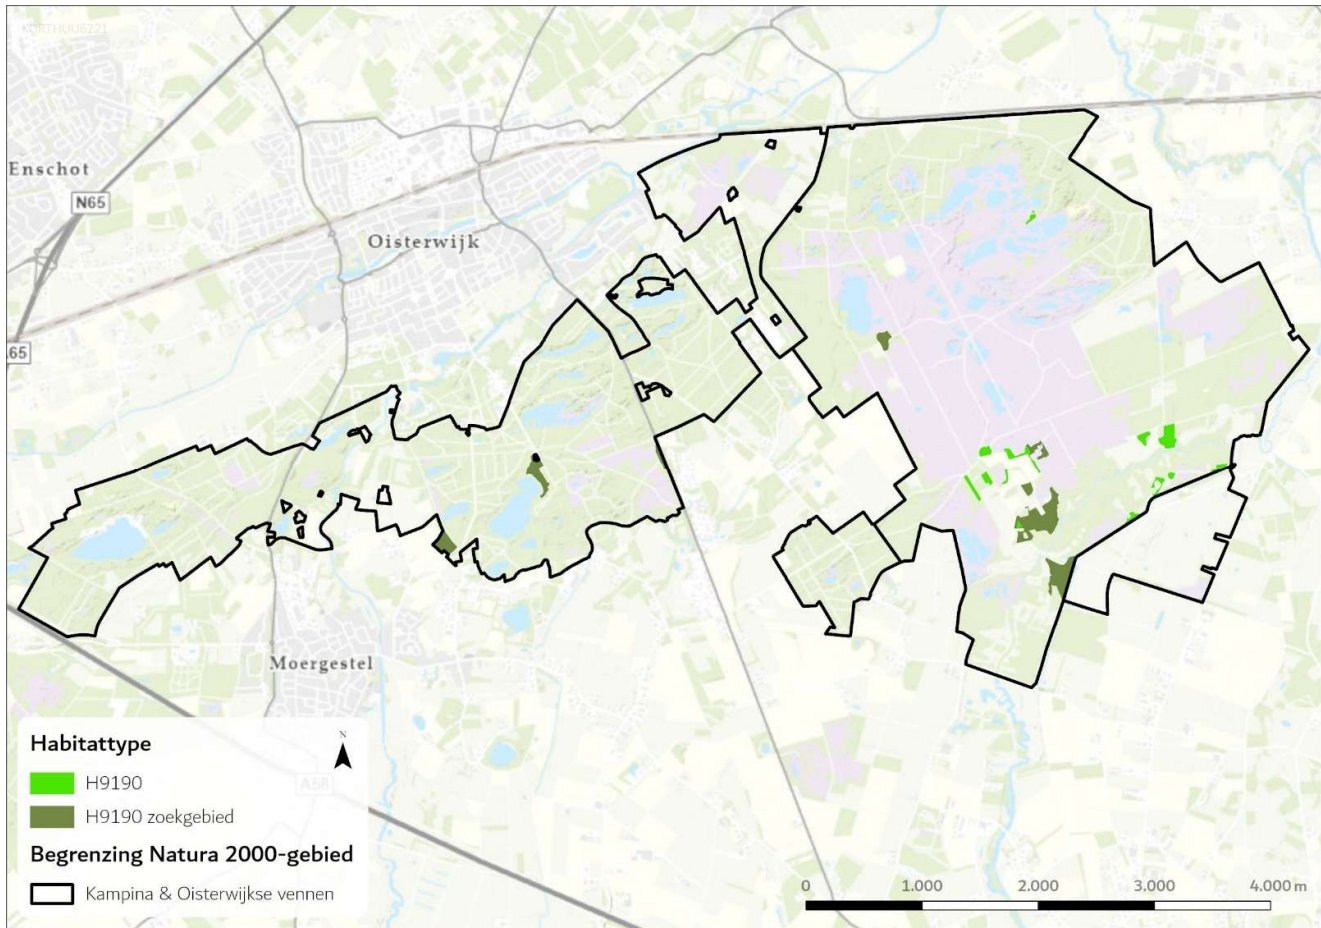 KORTHUU6221
Enschot
N65
Oisterwijk
.65
Moergestel
Habitattype
N
H9190
A58
H9190 zoekgebied
Begrenzing Natura 2000-gebied
Kampina & Oisterwijkse vennen
0 1.000 2.000 3.000 4.000 m